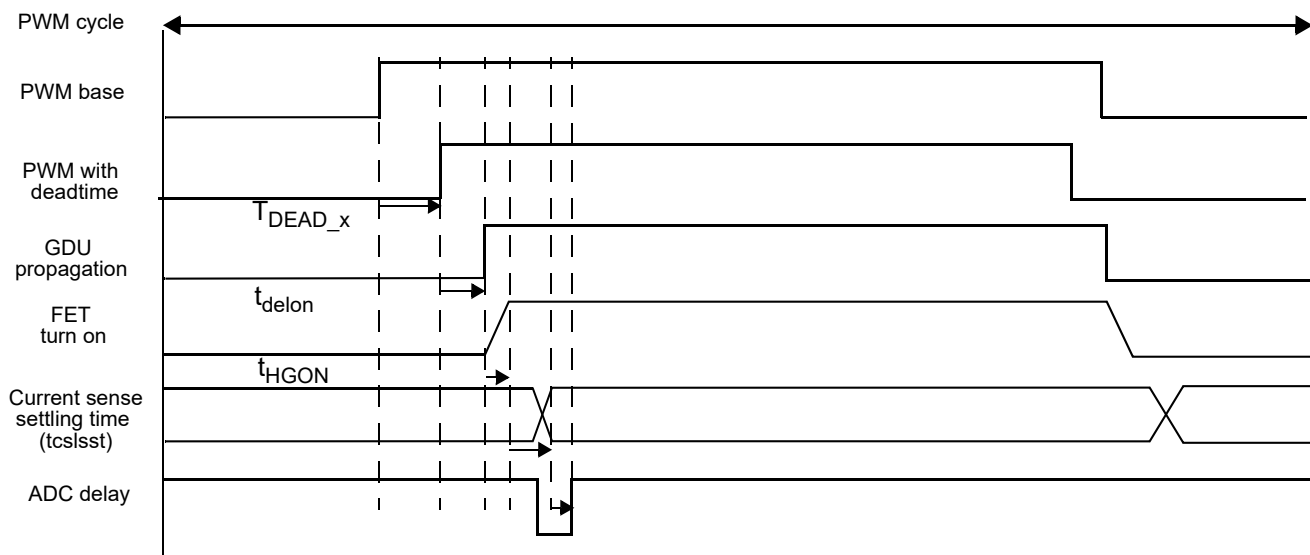 PWM cycle
PWM base
PWM with
deadtime
TDEAD_x
GDU
propagation
tdelon
FET
turn on
tHGON
Current sense
settling time
(tcslsst)
ADC delay